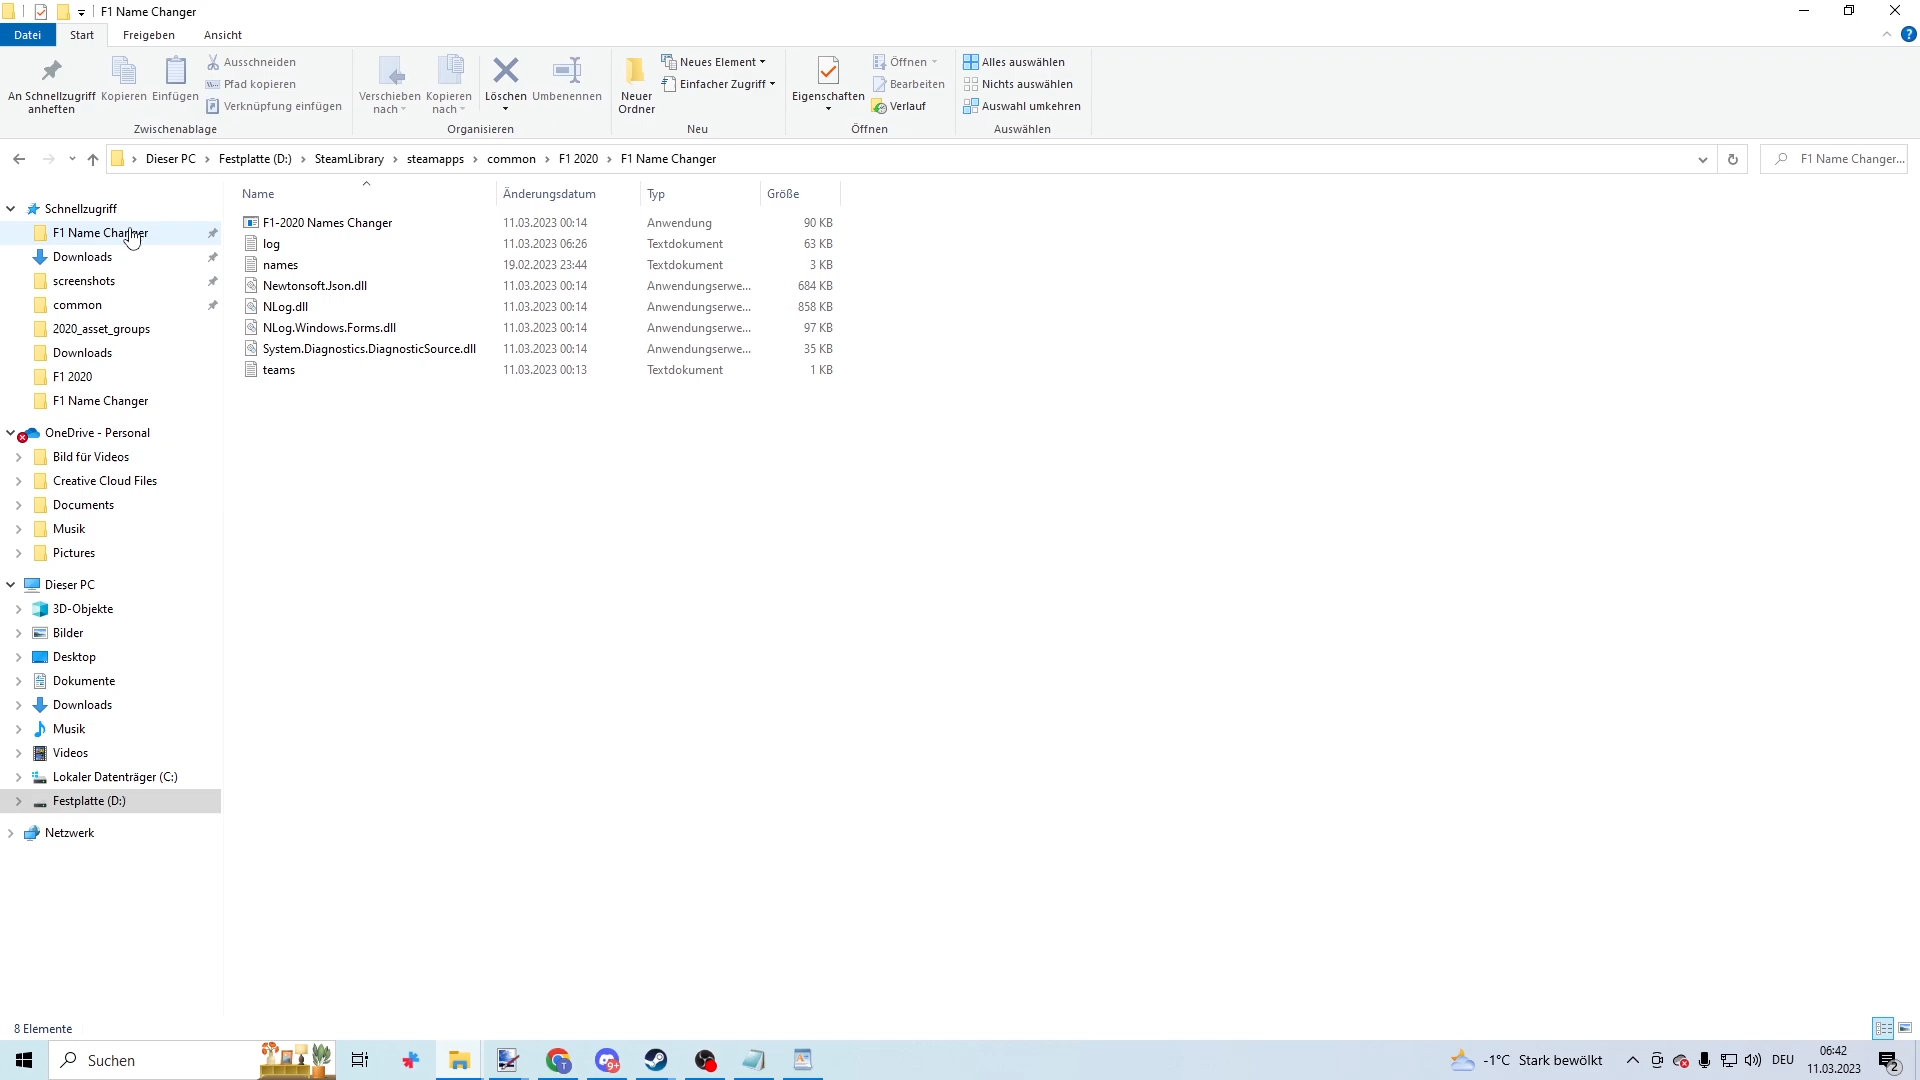 F1 Name Changer
Datei Start Freigeben Ansicht
An Schnellzugriff anheften
Kopieren
Einfügen
Ausschneiden
Pfad kopieren
Verknüpfung einfügen
Zwischenablage
Verschieben nach
Kopieren nach
Löschen
Umbenennen
Organisieren
Neuer Ordner
Neues Element
Einfacher Zugriff
Neu
Eigenschaften
Öffnen
Bearbeiten
Verlauf
Öffnen
Alles auswählen
Nichts auswählen
Auswahl umkehren
Auswählen
Dieser PC Festplatte (D:) SteamLibrary steamapps common F1 2020 F1 Name Changer
F1 Name Changer...
Schnellzugriff
F1 Name Changer
Downloads
screenshots
common
2020_asset_groups
Downloads
F1 2020
F1 Name Changer
OneDrive - Personal
Bild für Videos
Creative Cloud Files
Documents
Musik
Pictures
Dieser PC
3D-Objekte
Bilder
Desktop
Dokumente
Downloads
Musik
Videos
Lokaler Datenträger (C:)
Festplatte (D:)
Netzwerk
Name Änderungsdatum Typ Größe
F1-2020 Names Changer 11.03.2023 00:14 Anwendung 90 KB
log 11.03.2023 06:26 Textdokument 63 KB
names 19.02.2023 23:44 Textdokument 3 KB
Newtonsoft.Json.dll 11.03.2023 00:14 Anwendungserwe... 684 KB
NLog.dll 11.03.2023 00:14 Anwendungserwe... 858 KB
NLog.Windows.Forms.dll 11.03.2023 00:14 Anwendungserwe... 97 KB
System.Diagnostics.DiagnosticSource.dll 11.03.2023 00:14 Anwendungserwe... 35 KB
teams 11.03.2023 00:13 Textdokument 1 KB
8 Elemente
Suchen
9+
-1°C Stark bewölkt
DEU
06:42
11.03.2023
2